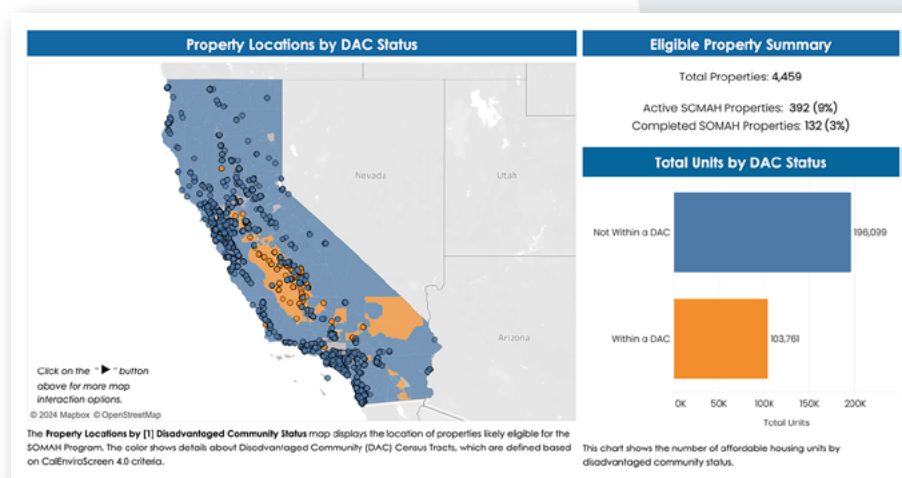 Property Locations by DAC Status
Nevada
Utah
Arizona
Click on the "▶" button
above for more map
interaction options.
© 2024 Mapbox © OpenStreetMap
The Property Locations by [1] Disadvantaged Community Status map displays the location of properties likely eligible for the
SOMAH Program. The color shows details about Disadvantaged Community (DAC) Census Tracts, which are defined based
on CalEnviroScreen 4.0 criteria.
Eligible Property Summary
Total Properties: 4,459
Active SOMAH Properties: 392 (9%)
Completed SOMAH Properties: 132 (3%)
Total Units by DAC Status
Not Within a DAC
196,099
Within a DAC
103,761
0K 50K 100K 150K 200K
Total Units
This chart shows the number of affordable housing units by
disadvantaged community status.